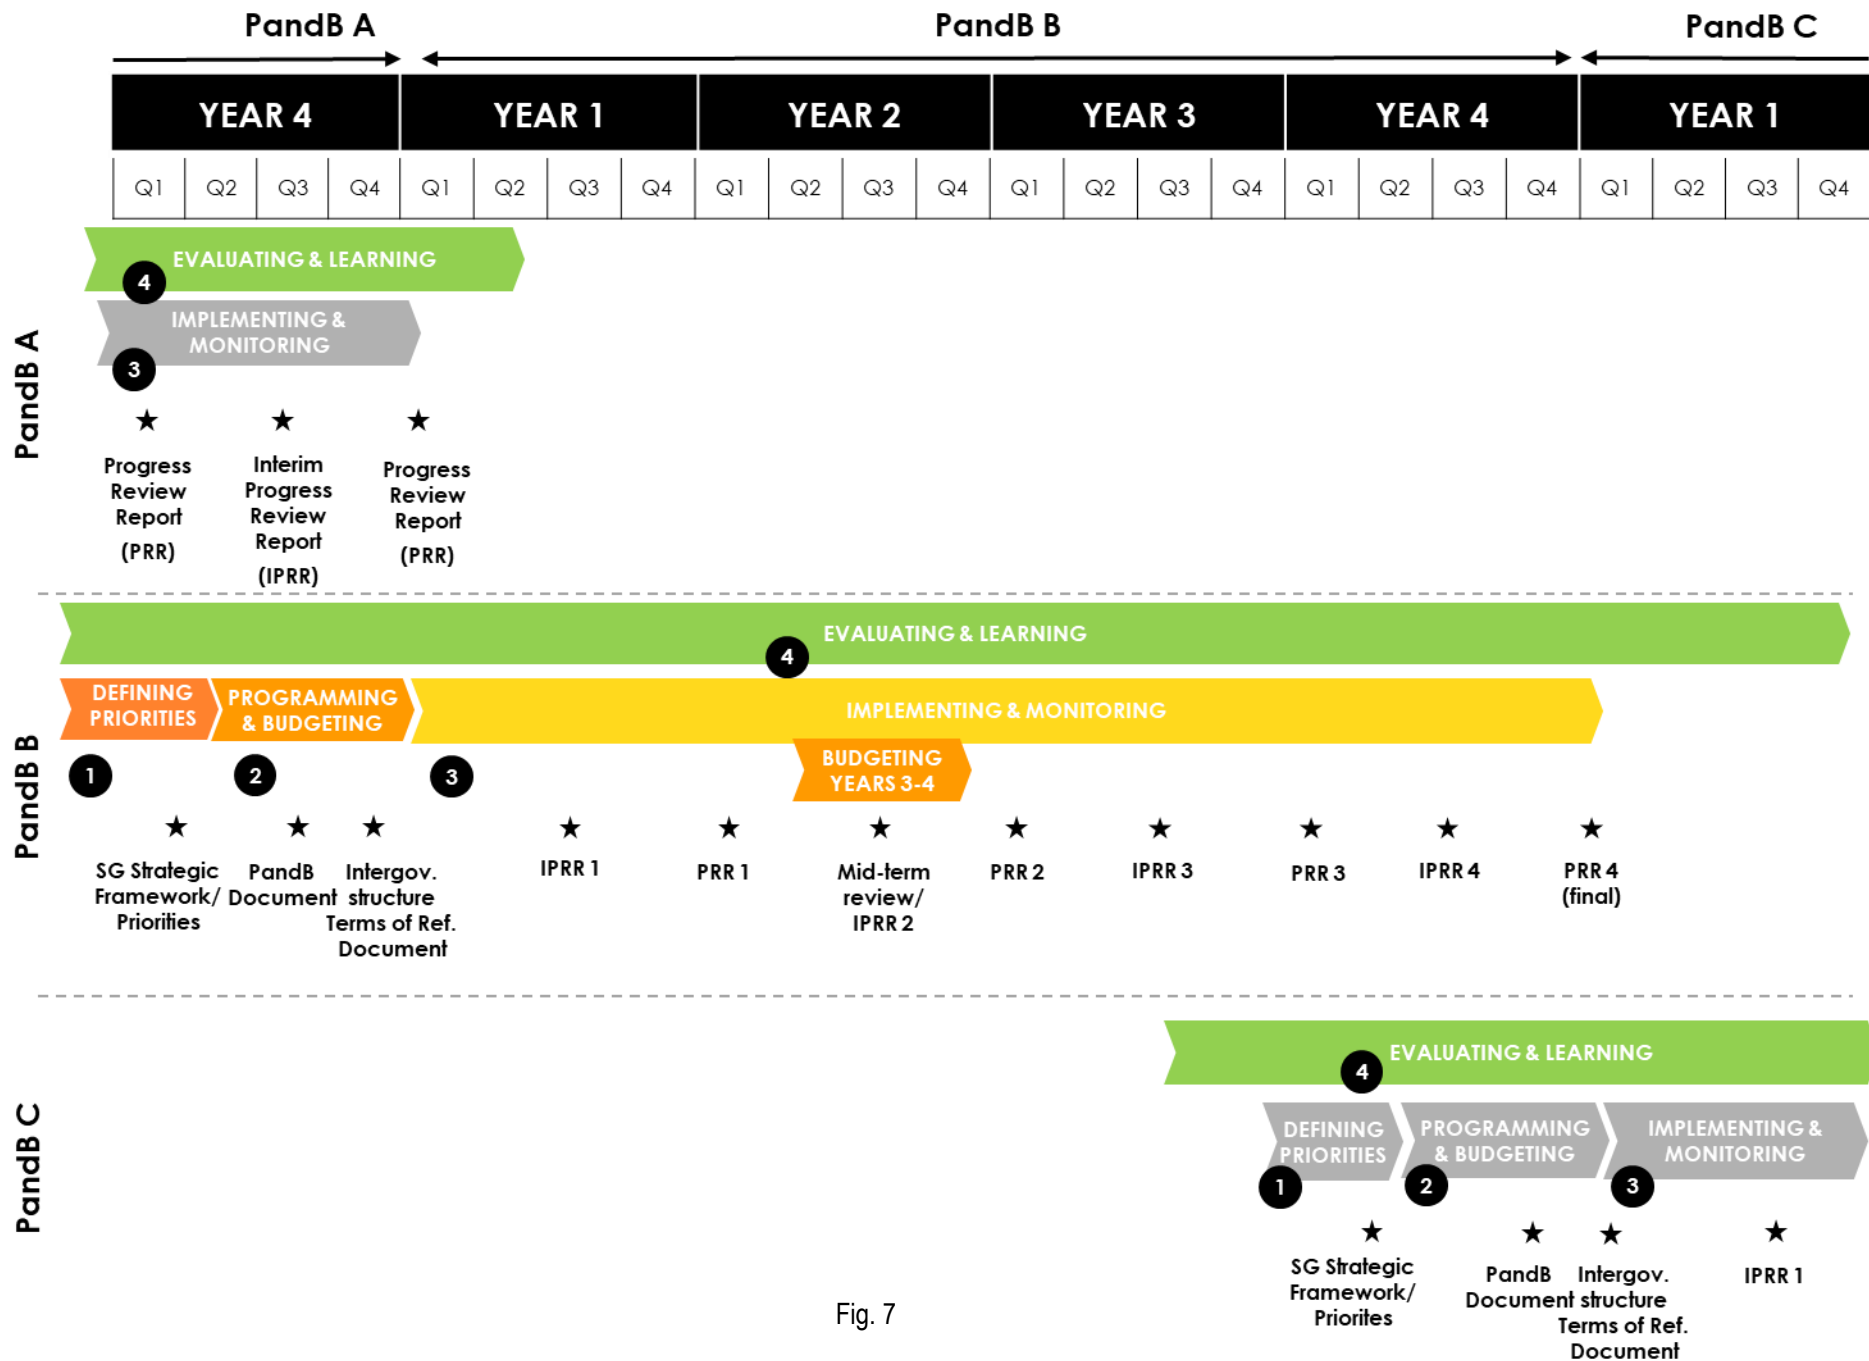 PandB A
PandB B
PandB C
YEAR 4
YEAR 1
YEAR 2
YEAR 3
YEAR 4
YEAR 1
Q1 Q2 Q3 Q4 Q1 Q2 Q3 Q4 Q1 Q2 Q3 Q4 Q1 Q2 Q3 Q4 Q1 Q2 Q3 Q4 Q1 Q2 Q3 Q4
PandB A
EVALUATING & LEARNING
4
IMPLEMENTING &
MONITORING
3
Progress
Review
Report
(PRR)
Interim
Progress
Review
Report
(IPRR)
Progress
Review
Report
(PRR)
PandB B
EVALUATING & LEARNING
4
DEFINING
PRIORITIES
PROGRAMMING
& BUDGETING
IMPLEMENTING & MONITORING
BUDGETING
YEARS 3-4
1
2
3
SG Strategic
Framework/
Priorities
PandB
Document
Intergov.
structure
Terms of Ref.
Document
IPRR 1
PRR 1
Mid-term
review/
IPRR 2
PRR 2
IPRR 3
PRR 3
IPRR 4
PRR 4
(final)
PandB C
EVALUATING & LEARNING
4
DEFINING
PRIORITIES
PROGRAMMING
& BUDGETING
IMPLEMENTING &
MONITORING
1
2
3
SG Strategic
Framework/
Priorites
PandB
Document
Intergov.
structure
Terms of Ref.
Document
IPRR 1
Fig. 7